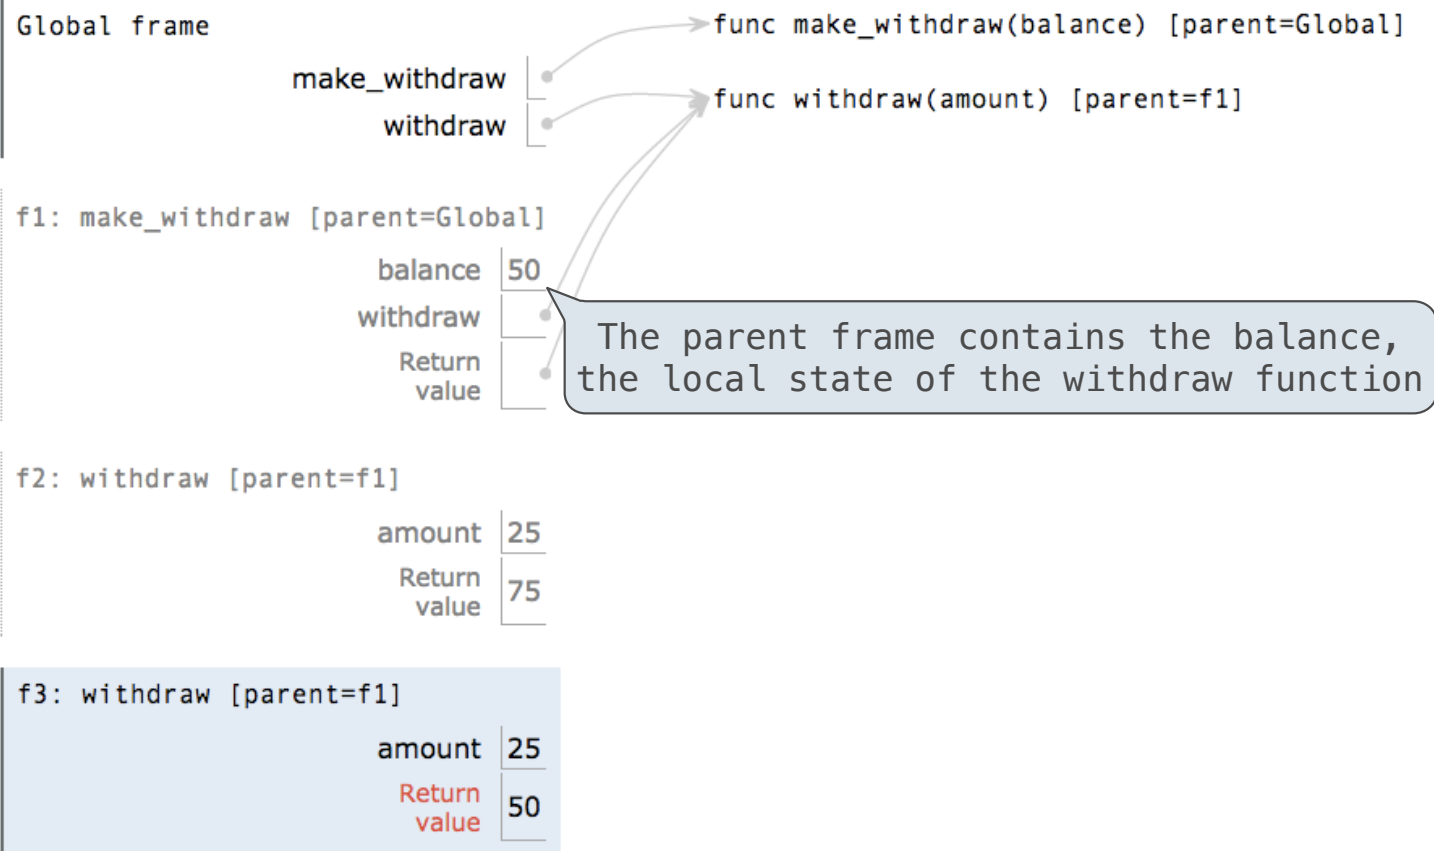 Global frame
func make_withdraw(balance) [parent=Global]
make_withdraw
func withdraw(amount) [parent=f1]
withdraw
f1: make_withdraw [parent=Global]
balance 50
withdraw
The parent frame contains the balance,
the local state of the withdraw function
Return
value
f2: withdraw [parent=f1]
amount 25
Return
value 75
f3: withdraw [parent=f1]
amount 25
Return
value 50